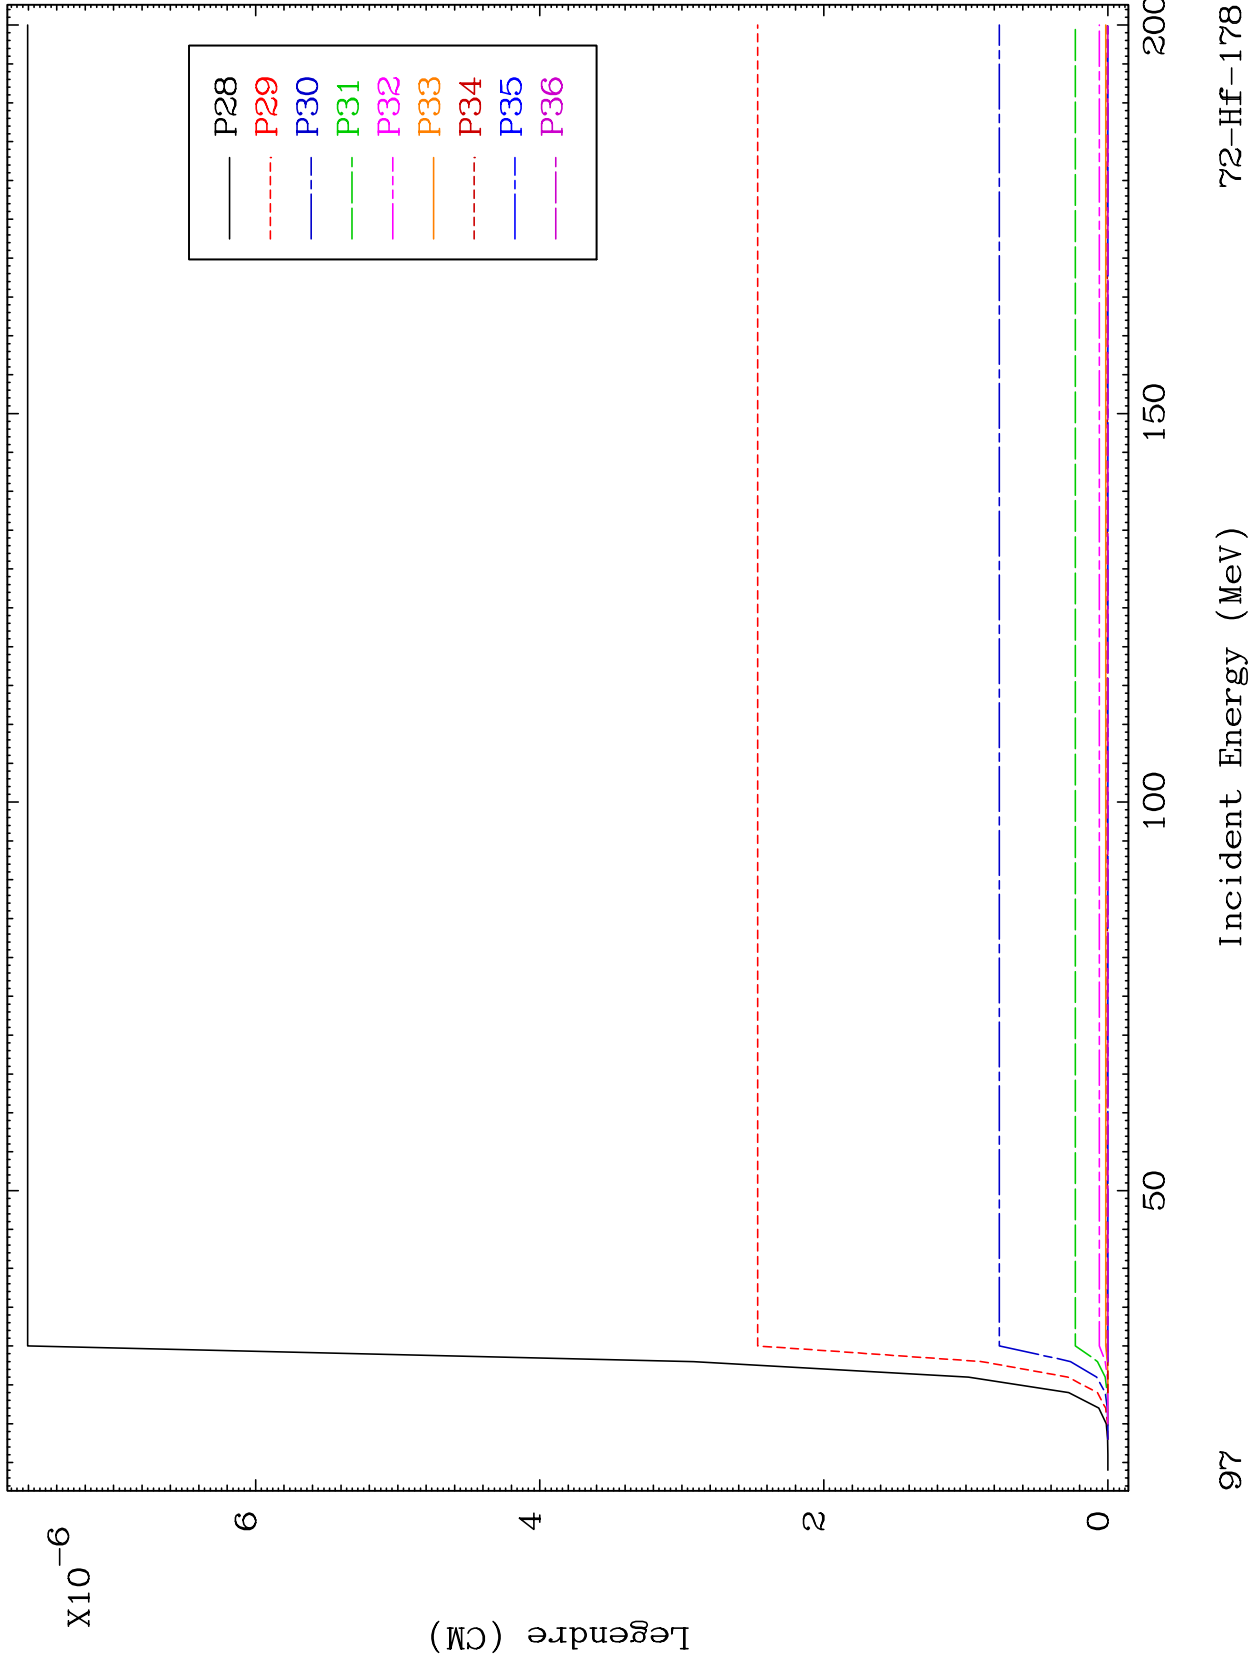 X10-6
6
4
2
0
Legendre (CM)
P28
P29
P30
P31
P32
P33
P34
P35
P36
50
100
150
200
Incident Energy (MeV)
97
72-Hf-178